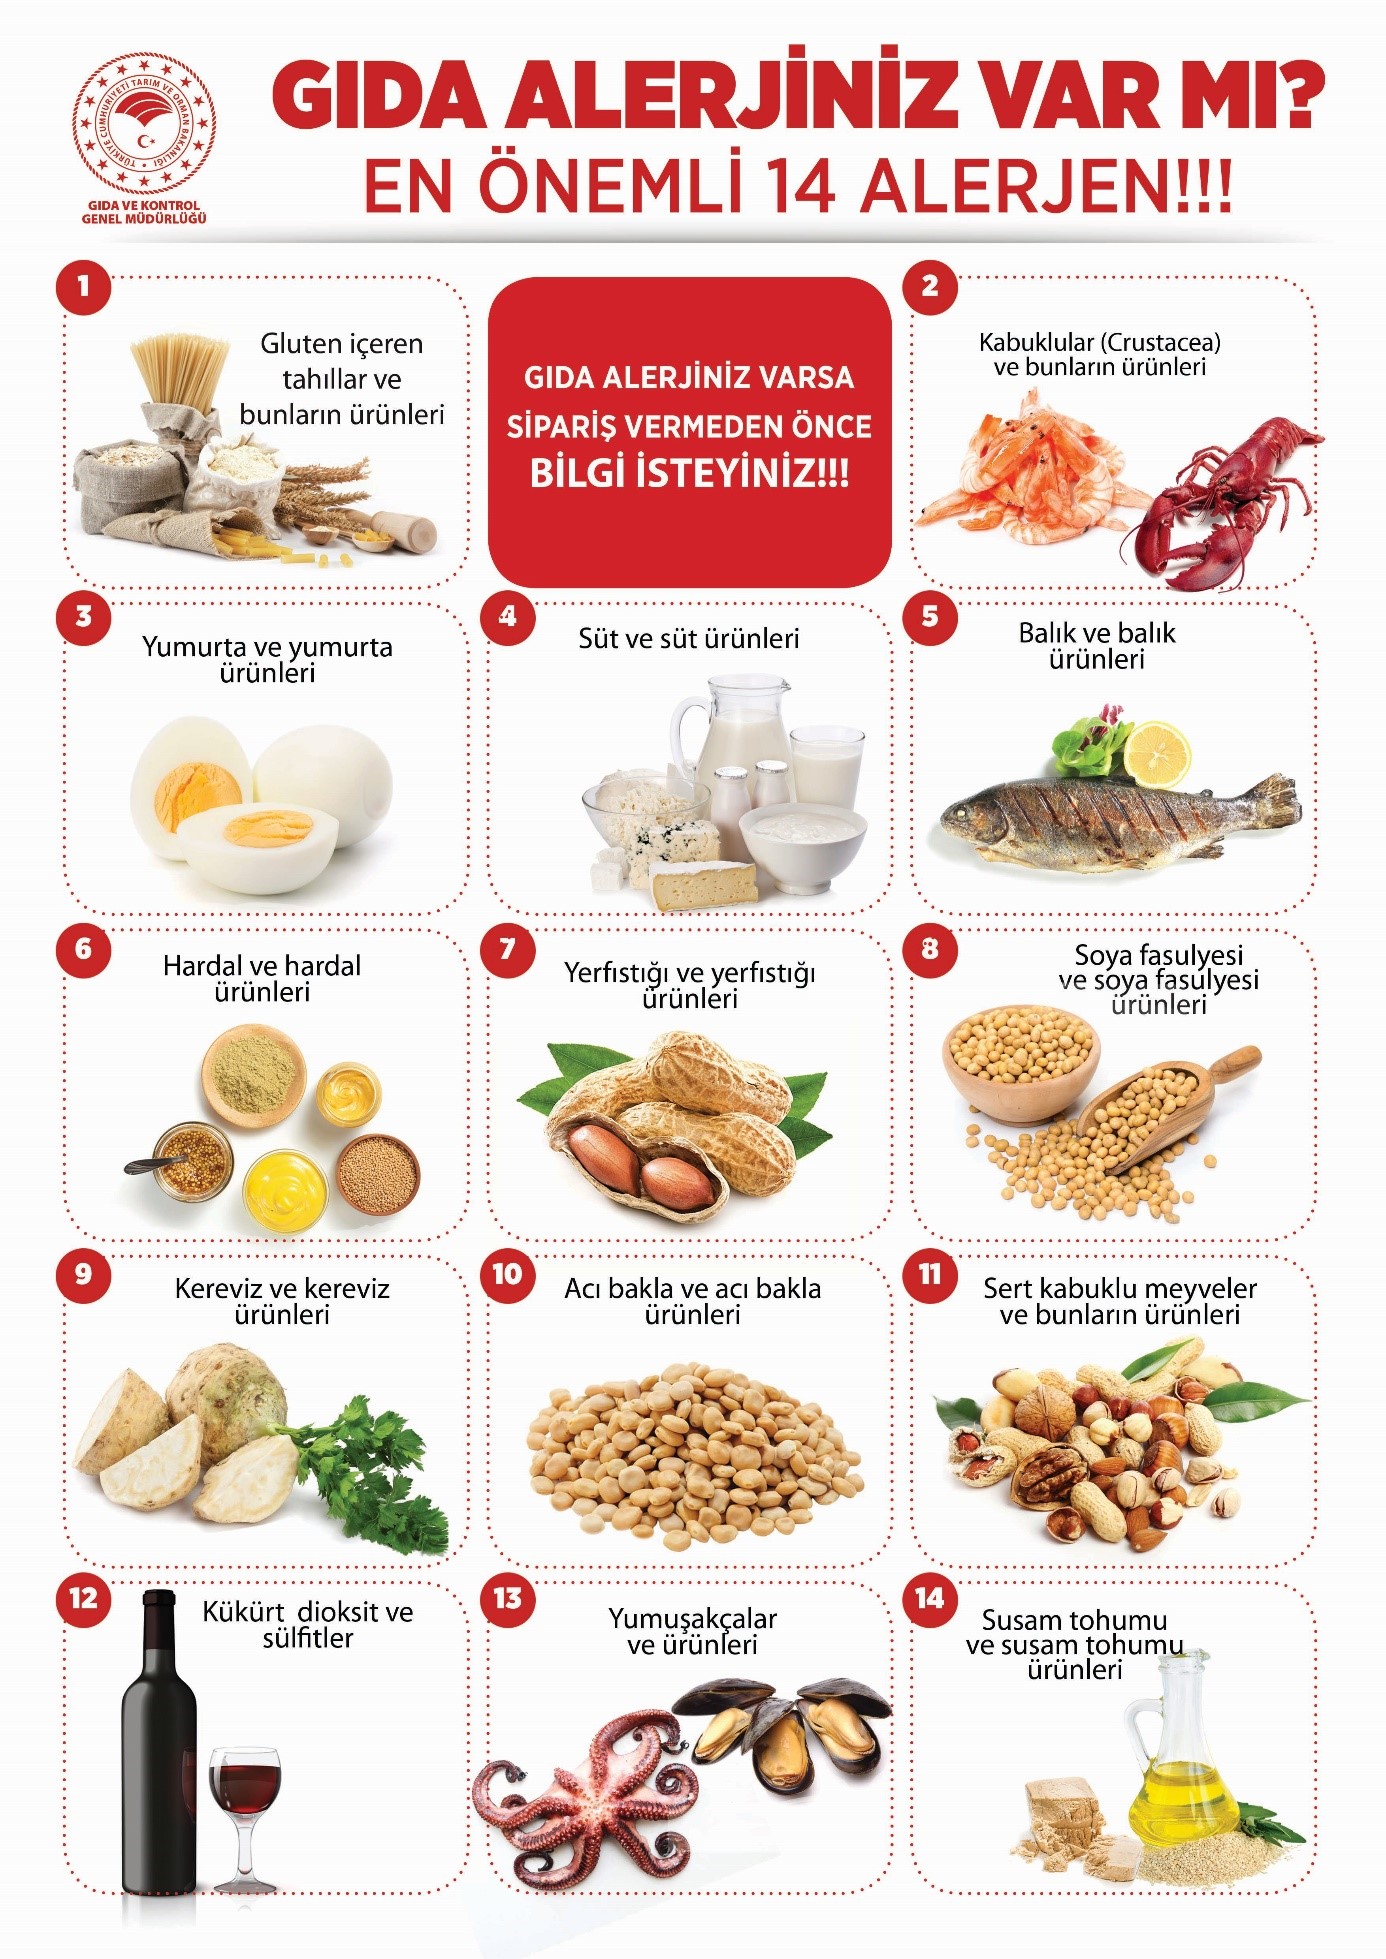 TÜRKİYE CUMHURİYETİ TARIM VE ORMAN BAKANLIĞI
GIDA VE KONTROL
GENEL MÜDÜRLÜĞÜ
GIDA ALERJİNİZ VAR MI?
EN ÖNEMLİ 14 ALERJEN!!!
1
Gluten içeren
tahıllar ve
bunların ürünleri
GIDA ALERJİNİZ VARSA
SİPARİŞ VERMEDEN ÖNCE
BİLGİ İSTEYİNİZ!!!
2
Kabuklular (Crustacea)
ve bunların ürünleri
3
Yumurta ve yumurta
ürünleri
4
Süt ve süt ürünleri
5
Balık ve balık
ürünleri
6
Hardal ve hardal
ürünleri
7
Yerfıstığı ve yerfıstığı
ürünleri
8
Soya fasulyesi
ve soya fasulyesi
ürünleri
9
Kereviz ve kereviz
ürünleri
10
Acı bakla ve acı bakla
ürünleri
11
Sert kabuklu meyveler
ve bunların ürünleri
12
Kükürt dioksit ve
sülfitler
13
Yumuşakçalar
ve ürünleri
14
Susam tohumu
ve susam tohumu
ürünleri